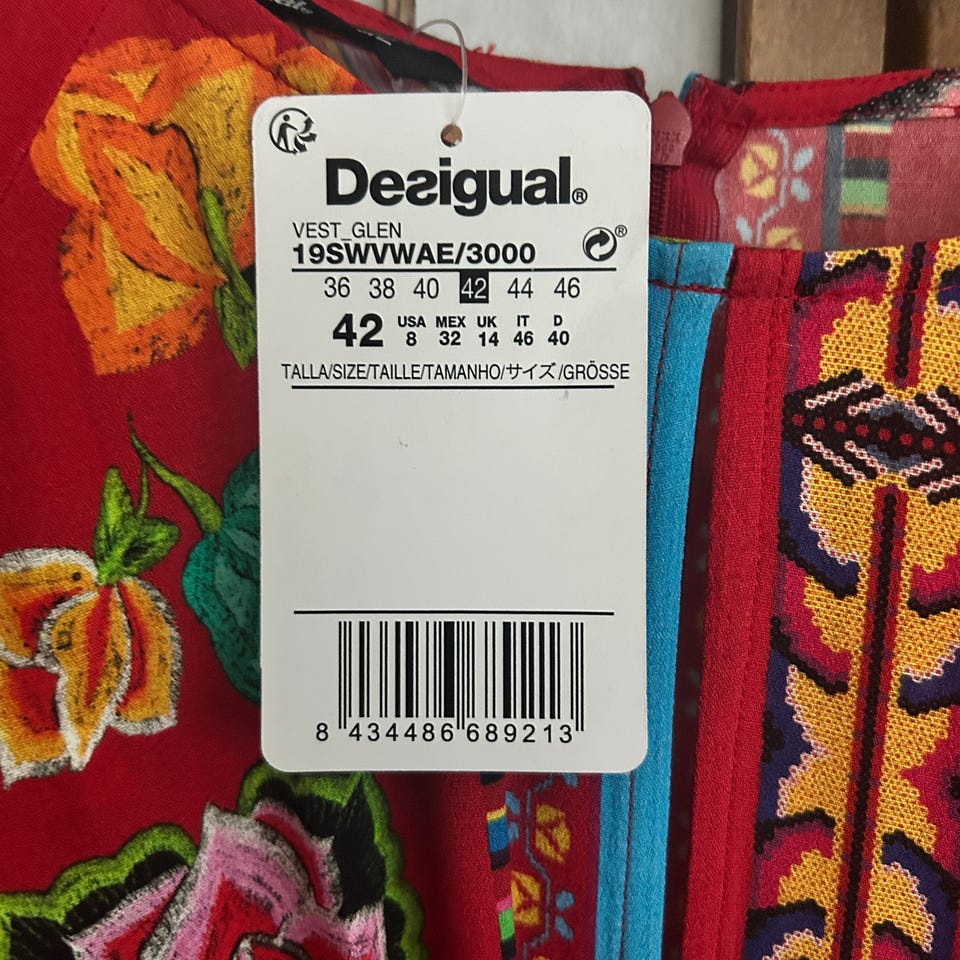 Desigual®
VEST_GLEN
19SWVWAE/3000
®
36 38 40 42 44 46
42 USA 8 MEX 32 UK 14 IT 46 D 40
TALLA/SIZE/TAILLE/TAMANHO/サイズ/GRÖSSE
8 434486 689213